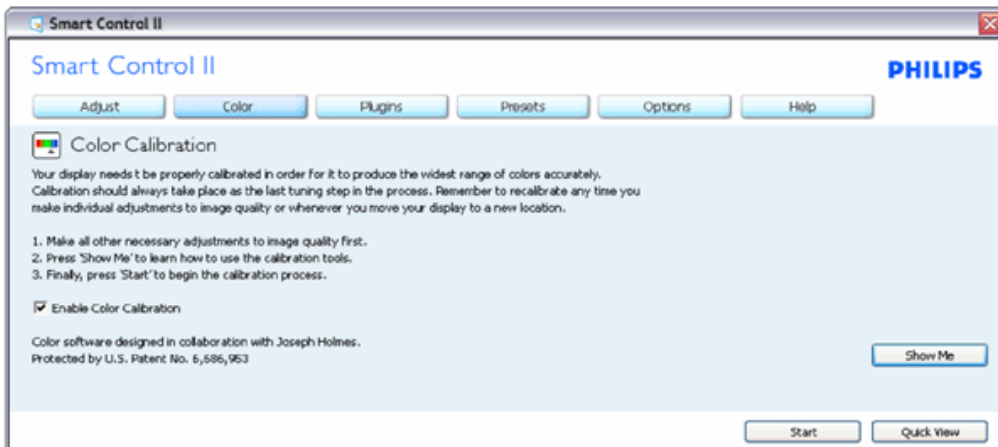 Smart Control II
Smart Control II
PHILIPS
Adjust
Color
Plugins
Presets
Options
Help
Color Calibration
Your display needs t be properly calibrated in order for it to produce the widest range of colors accurately.
Calibration should always take place as the last tuning step in the process. Remember to recalibrate any time you
make individual adjustments to image quality or whenever you move your display to a new location.
1. Make all other necessary adjustments to image quality first.
2. Press 'Show Me' to learn how to use the calibration tools.
3. Finally, press 'Start' to begin the calibration process.
Enable Color Calibration
Color software designed in collaboration with Joseph Holmes.
Protected by U.S. Patent No. 6,686,953
Show Me
Start
Quick View